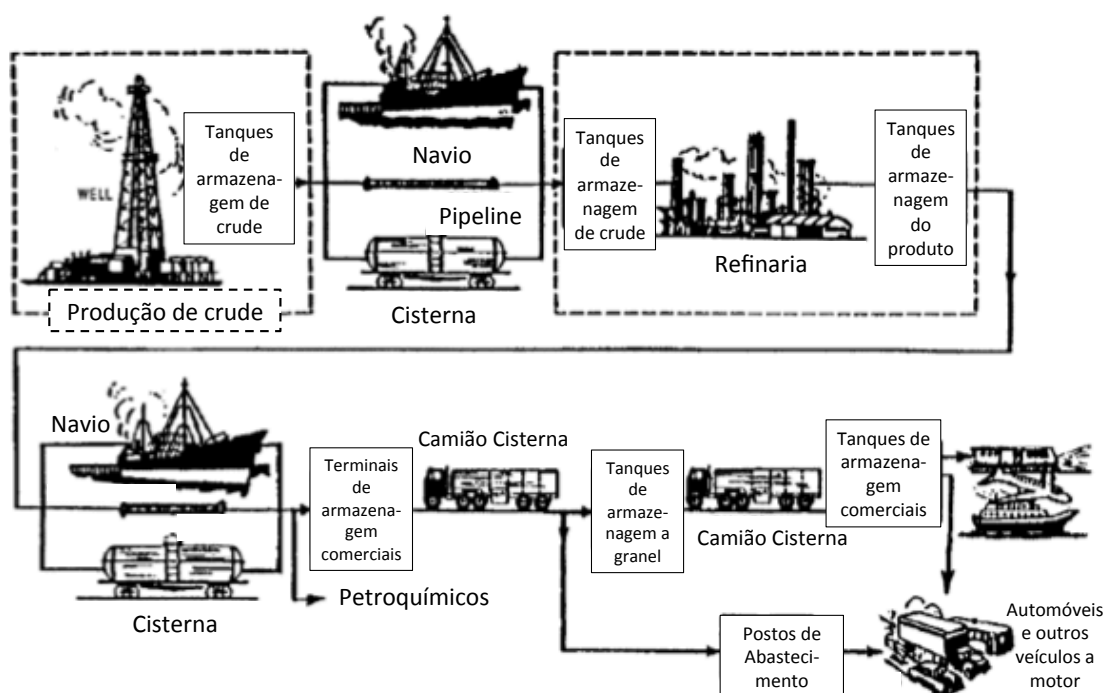 WELL
Tanques
de
armazena-
gem de
crude
Produção de crude
Navio
Pipeline
Cisterna
Tanques
de
armaze-
nagem
de crude
Refinaria
Tanques
de
armaze-
nagem
do
produto
Navio
Cisterna
Terminais
de
armazena-
gem
comerciais
Petroquímicos
Camião Cisterna
Tanques
de
armaze-
nagem a
granel
Camião Cisterna
Tanques de
armazena-
gem
comerciais
Postos de
Abasteci-
mento
Automóveis
e outros
veículos a
motor